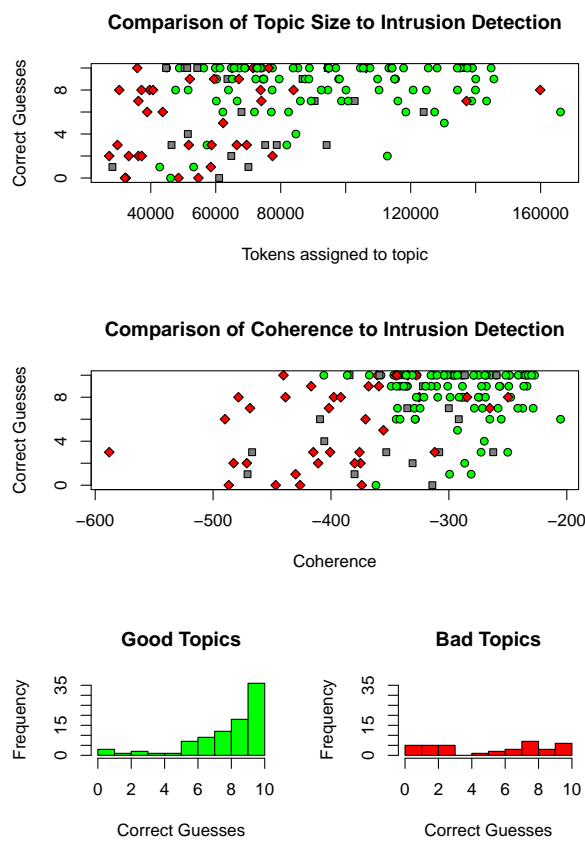 Comparison of Topic Size to Intrusion Detection
Correct Guesses
0 4 8
40000 60000 80000 120000 160000
Tokens assigned to topic
Comparison of Coherence to Intrusion Detection
Correct Guesses
0 4 8
−600 −500 −400 −300 −200
Coherence
Good Topics
Frequency
0 15 35
0 2 4 6 8 10
Correct Guesses
Bad Topics
Frequency
0 15 35
0 2 4 6 8 10
Correct Guesses